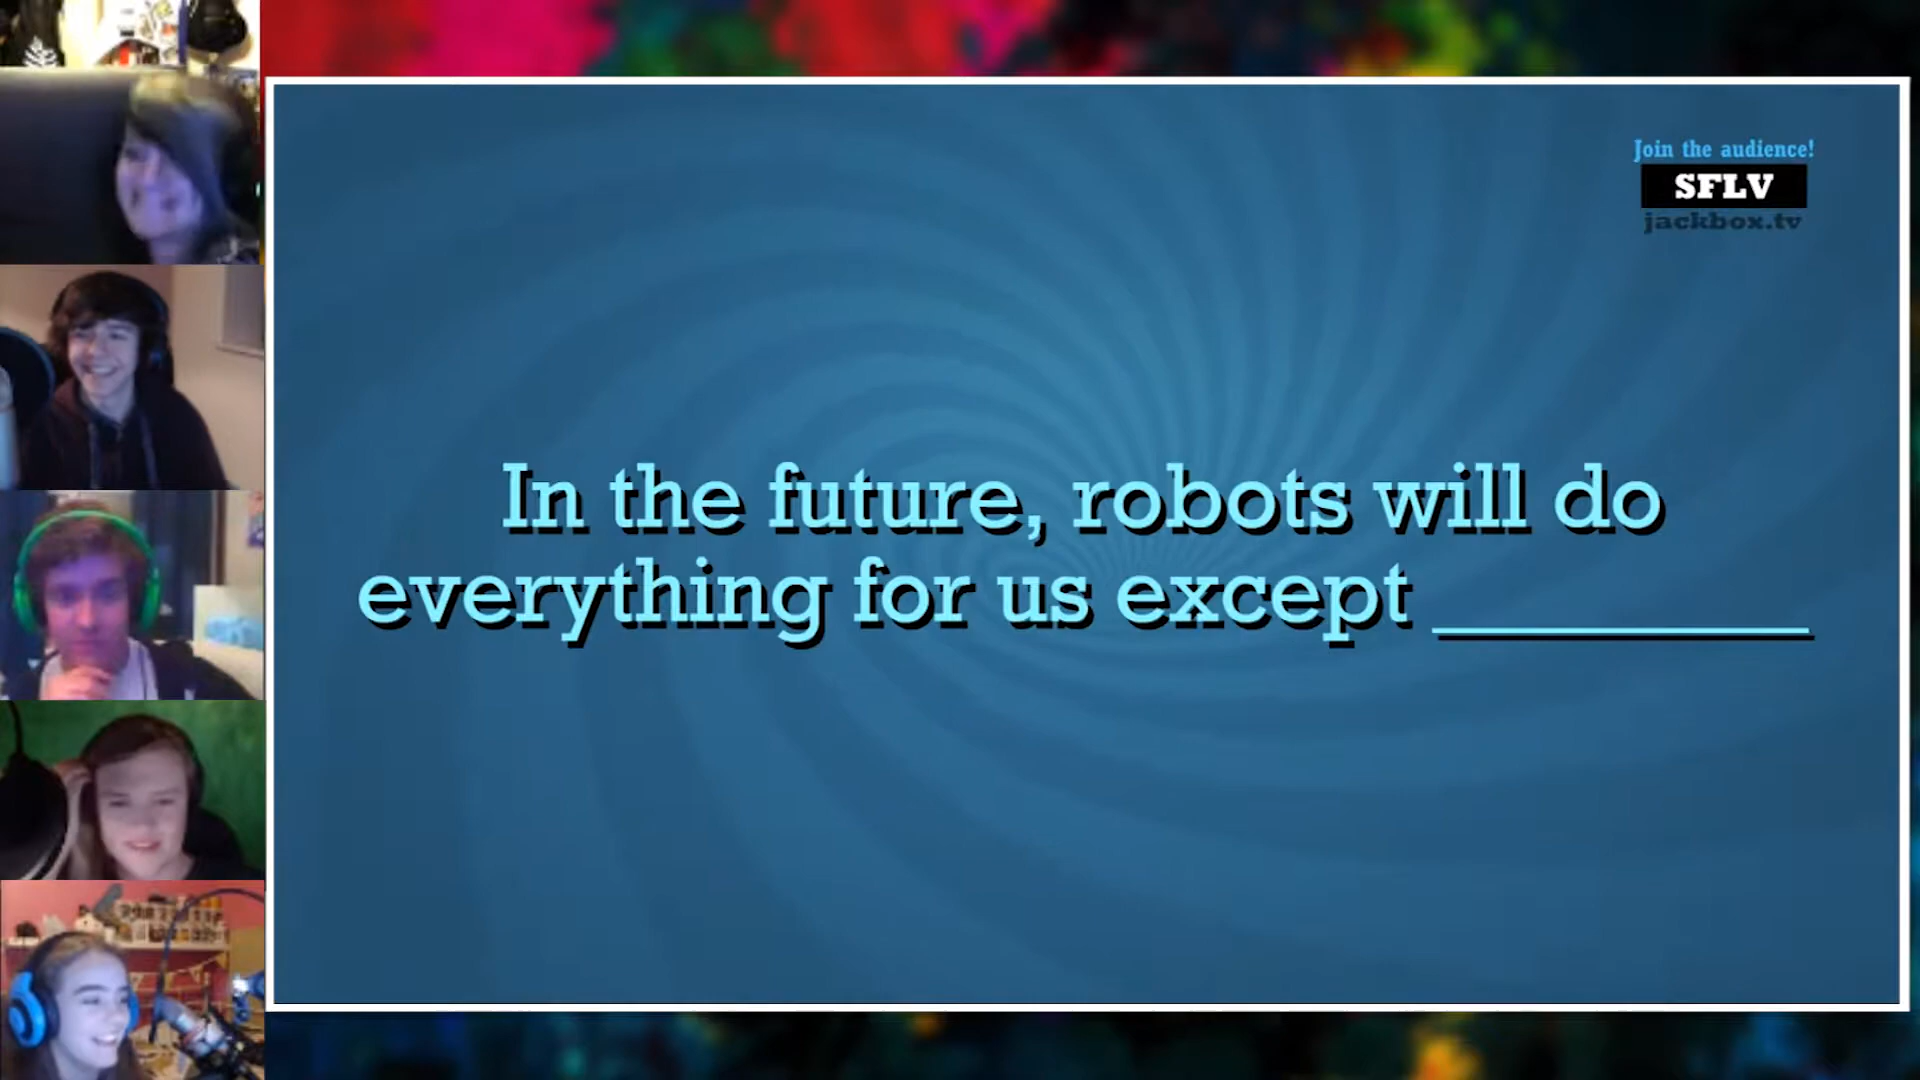 Join the audience!
SFLV
jackbox.tv
In the future, robots will do
everything for us except ________